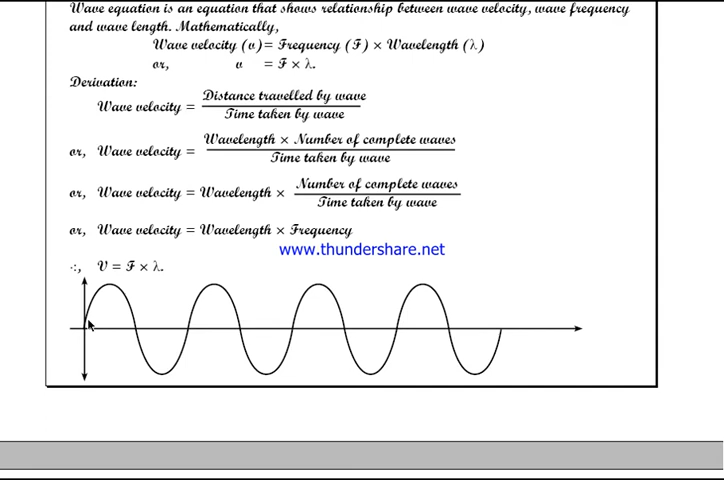 Wave equation is an equation that shows relationship between wave velocity, wave frequency
and wave length. Mathematically,
Wave velocity (v)= Frequency (F) × Wavelength (λ)
or, v = F × λ.
Derivation:
Wave velocity = Distance travelled by wave
Time taken by wave
or, Wave velocity = Wavelength × Number of complete waves
Time taken by wave
or, Wave velocity = Wavelength × Number of complete waves
Time taken by wave
or, Wave velocity = Wavelength × Frequency
www.thundershare.net
∴, V = F × λ.